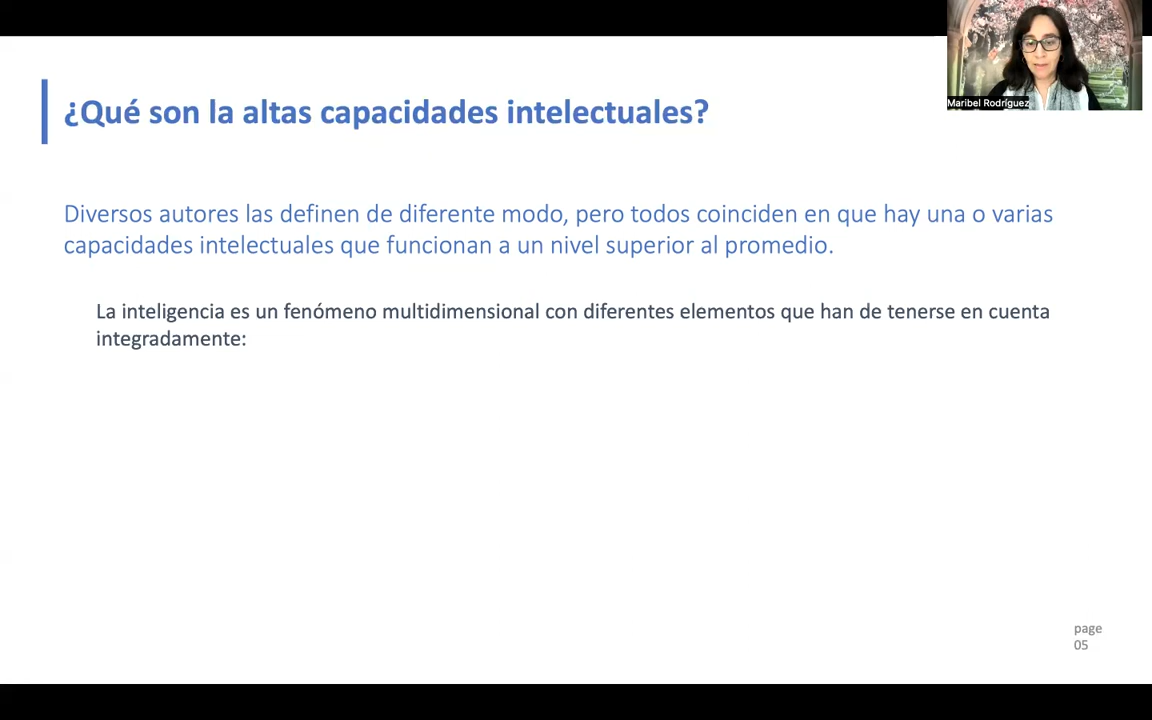 ¿Qué son la altas capacidades intelectuales?
Maribel Rodríguez
Diversos autores las definen de diferente modo, pero todos coinciden en que hay una o varias
capacidades intelectuales que funcionan a un nivel superior al promedio.
La inteligencia es un fenómeno multidimensional con diferentes elementos que han de tenerse en cuenta
integradamente:
page
05